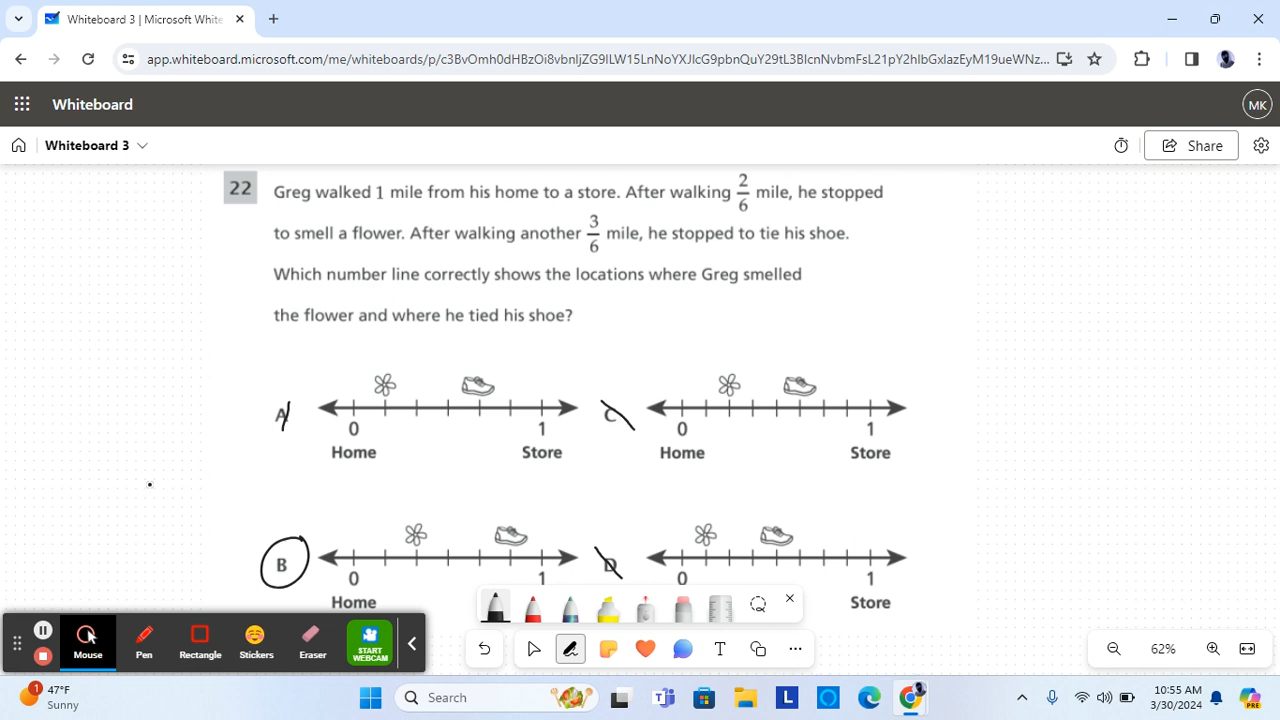 Whiteboard 3 | Microsoft White
app.whiteboard.microsoft.com/me/whiteboards/p/
Whiteboard
MK
Whiteboard 3
Share
22
Greg walked 1 mile from his home to a store. After walking 2/6 mile, he stopped
to smell a flower. After walking another 3/6 mile, he stopped to tie his shoe.
Which number line correctly shows the locations where Greg smelled
the flower and where he tied his shoe?
A
0 1
Home Store
C
0 1
Home Store
B
0 1
Home
D
0 1
Home Store
Mouse
Pen
Rectangle
Stickers
Eraser
START
WEBCAM
T
62%
1
47°F
Sunny
Search
L
10:55 AM
3/30/2024
PRE